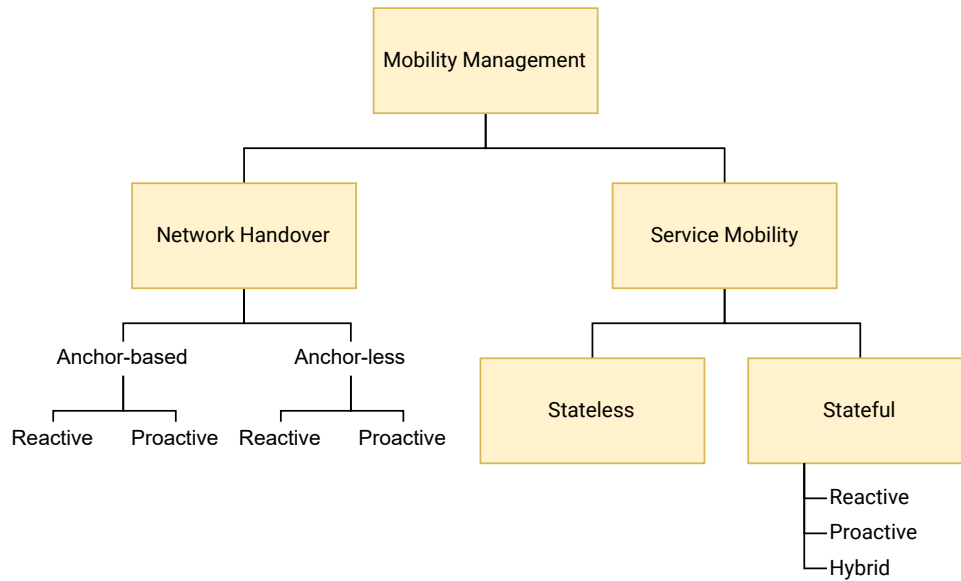 Mobility Management
Network Handover
Service Mobility
Anchor-based
Anchor-less
Reactive
Proactive
Reactive
Proactive
Stateless
Stateful
Reactive
Proactive
Hybrid